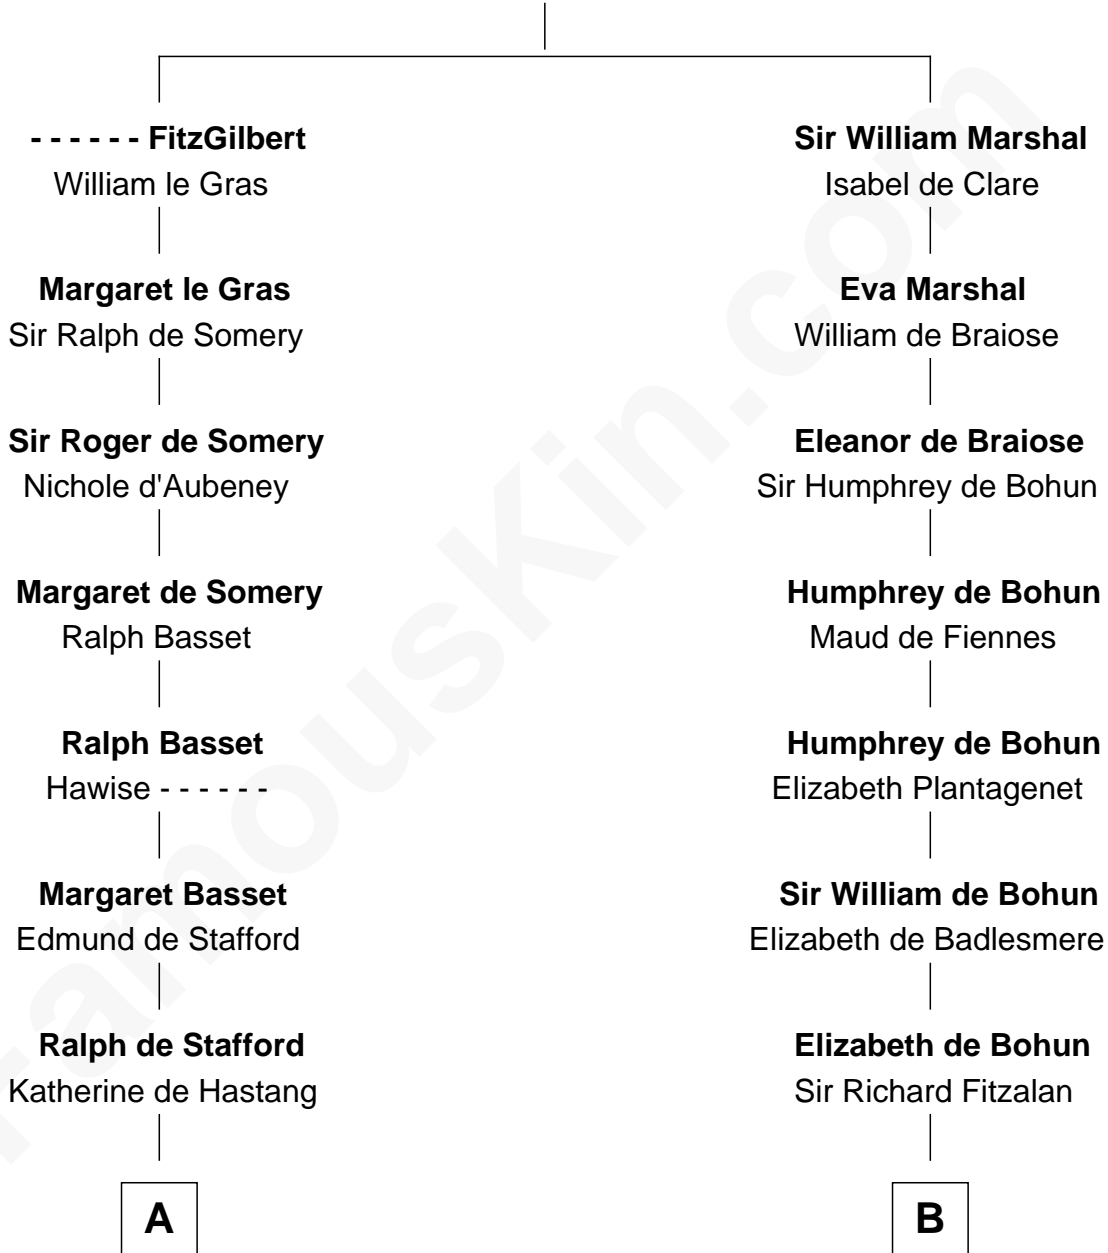 - - - - - - FitzGilbert
William le Gras
Margaret le Gras
Sir Ralph de Somery
Sir Roger de Somery
Nichole d'Aubeney
Margaret de Somery
Ralph Basset
Ralph Basset
Hawise - - - - - -
Margaret Basset
Edmund de Stafford
Ralph de Stafford
Katherine de Hastang
A
Sir William Marshal
Isabel de Clare
Eva Marshal
William de Braiose
Eleanor de Braiose
Sir Humphrey de Bohun
Humphrey de Bohun
Maud de Fiennes
Humphrey de Bohun
Elizabeth Plantagenet
Sir William de Bohun
Elizabeth de Badlesmere
Elizabeth de Bohun
Sir Richard Fitzalan
B
FamousKin.com